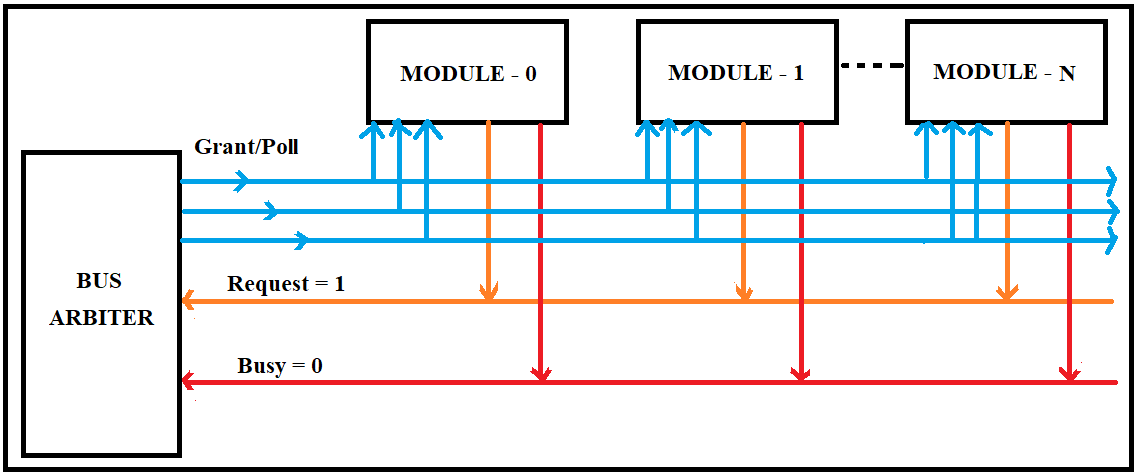 MODULE - 0
MODULE - 1
MODULE - N
Grant/Poll
BUS
ARBITER
Request = 1
Busy = 0